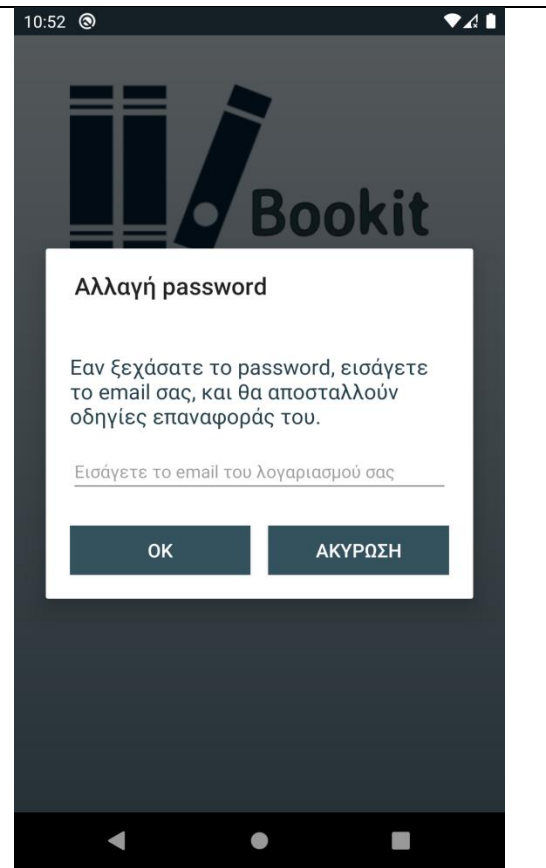 10:52
Bookit
Αλλαγή password
Εαν ξεχάσατε το password, εισάγετε
το email σας, και θα αποσταλλούν
οδηγίες επαναφοράς του.
Εισάγετε το email του λογαριασμού σας
OK ΑΚΥΡΩΣΗ